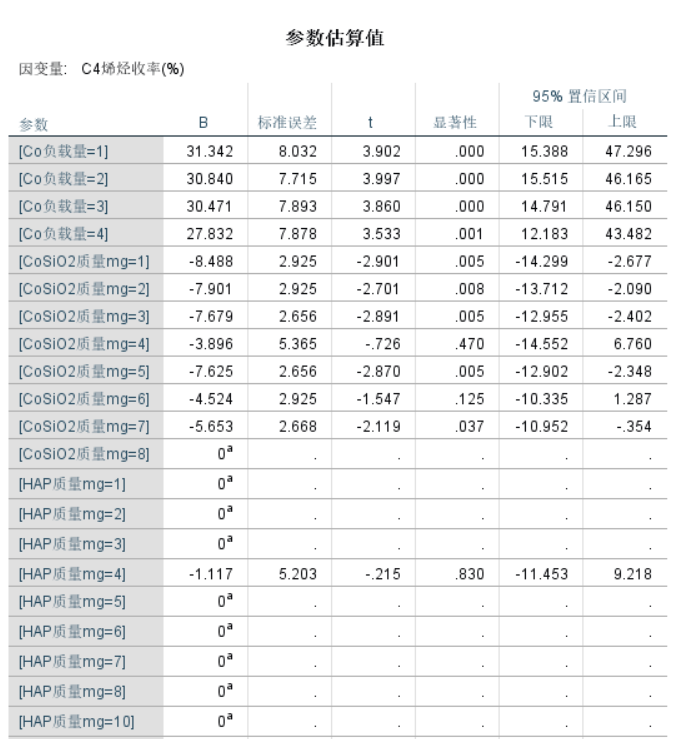 参数估算值
因变量: C4烯烃收率(%)
95% 置信区间
参数 B 标准误差 t 显著性 下限 上限
[Co负载量=1] 31.342 8.032 3.902 .000 15.388 47.296
[Co负载量=2] 30.840 7.715 3.997 .000 15.515 46.165
[Co负载量=3] 30.471 7.893 3.860 .000 14.791 46.150
[Co负载量=4] 27.832 7.878 3.533 .001 12.183 43.482
[CoSiO2质量mg=1] -8.488 2.925 -2.901 .005 -14.299 -2.677
[CoSiO2质量mg=2] -7.901 2.925 -2.701 .008 -13.712 -2.090
[CoSiO2质量mg=3] -7.679 2.656 -2.891 .005 -12.955 -2.402
[CoSiO2质量mg=4] -3.896 5.365 -.726 .470 -14.552 6.760
[CoSiO2质量mg=5] -7.625 2.656 -2.870 .005 -12.902 -2.348
[CoSiO2质量mg=6] -4.524 2.925 -1.547 .125 -10.335 1.287
[CoSiO2质量mg=7] -5.653 2.668 -2.119 .037 -10.952 -.354
[CoSiO2质量mg=8] 0ª . . . . .
[HAP质量mg=1] 0ª . . . . .
[HAP质量mg=2] 0ª . . . . .
[HAP质量mg=3] 0ª . . . . .
[HAP质量mg=4] -1.117 5.203 -.215 .830 -11.453 9.218
[HAP质量mg=5] 0ª . . . . .
[HAP质量mg=6] 0ª . . . . .
[HAP质量mg=7] 0ª . . . . .
[HAP质量mg=8] 0ª . . . . .
[HAP质量mg=10] 0ª . . . . .